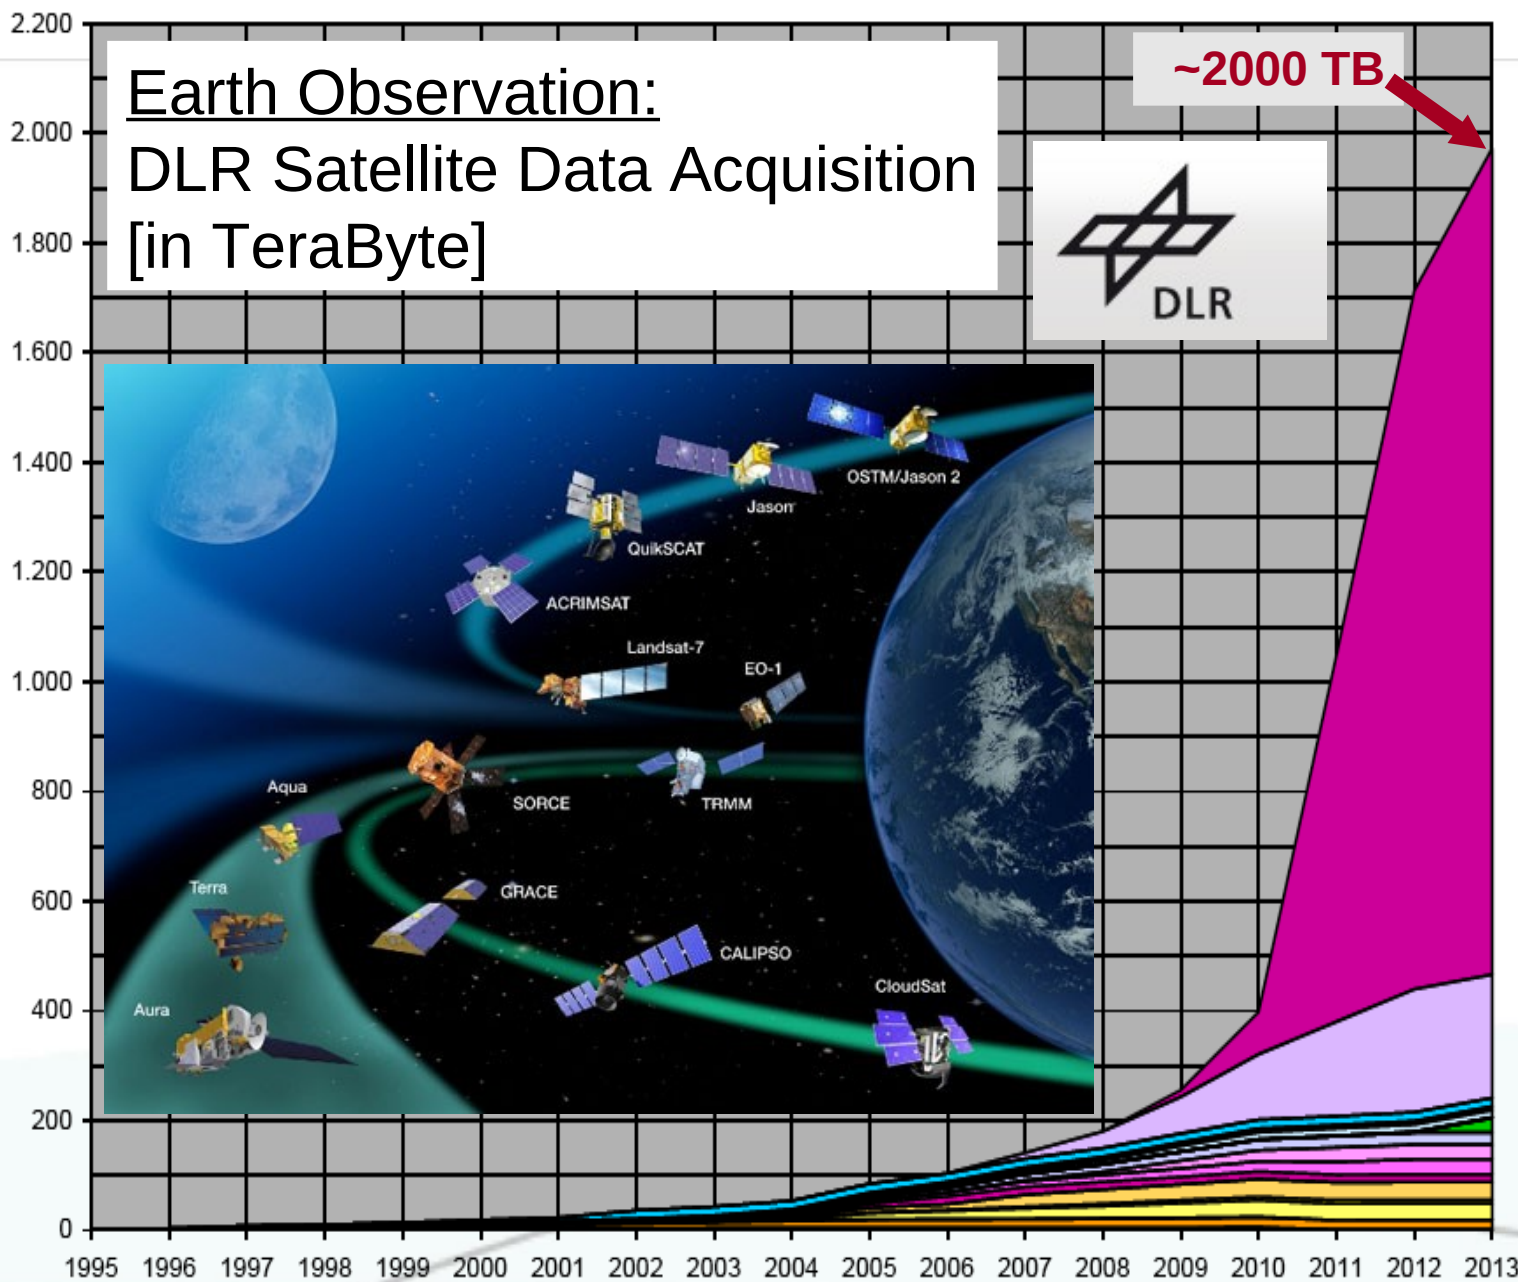 2.200
~2000 TB
Earth Observation:
DLR Satellite Data Acquisition
[in TeraByte]
2.000
1.800
DLR
1.600
1.400
OSTM/Jason 2
Jason
QuikSCAT
1.200
ACRIMSAT
Landsat-7
EO-1
1.000
800
Aqua
SORCE
TRMM
Terra
GRACE
600
CALIPSO
CloudSat
Aura
400
200
0
1995 1996 1997 1998 1999 2000 2001 2002 2003 2004 2005 2006 2007 2008 2009 2010 2011 2012 2013